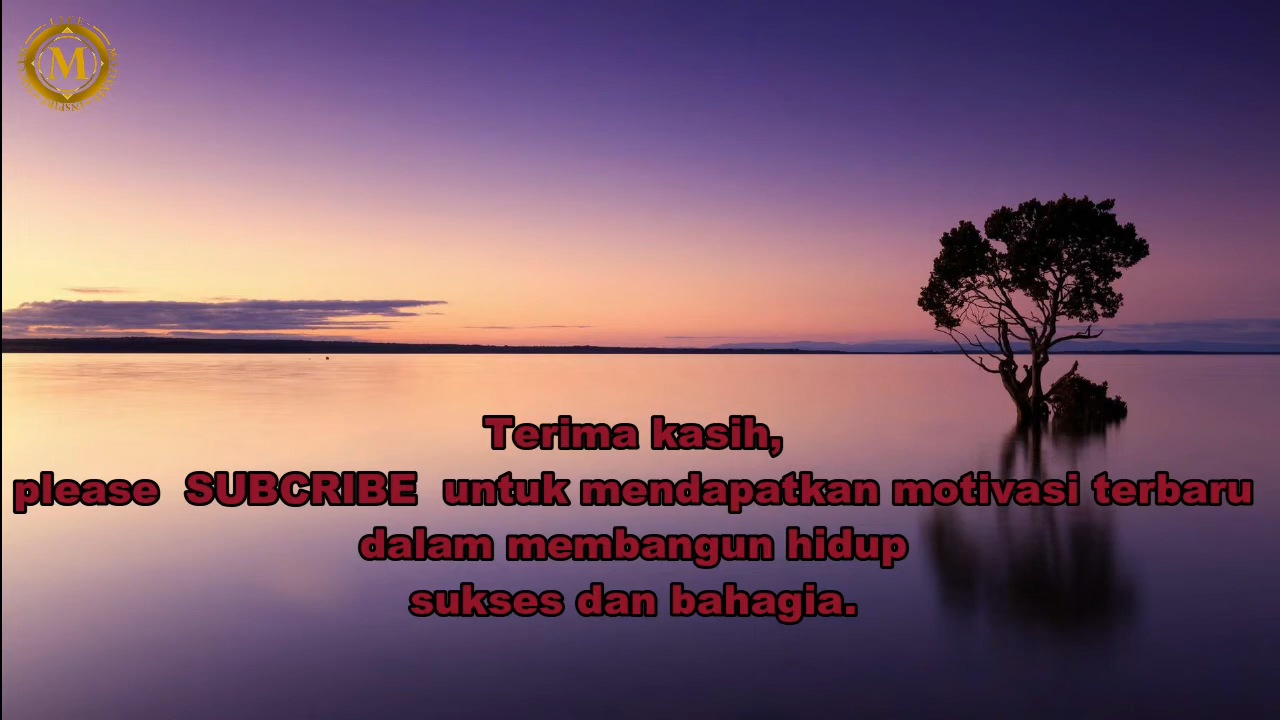 M
Terima kasih,
please SUBCRIBE untuk mendapatkan motivasi terbaru
dalam membangun hidup
sukses dan bahagia.